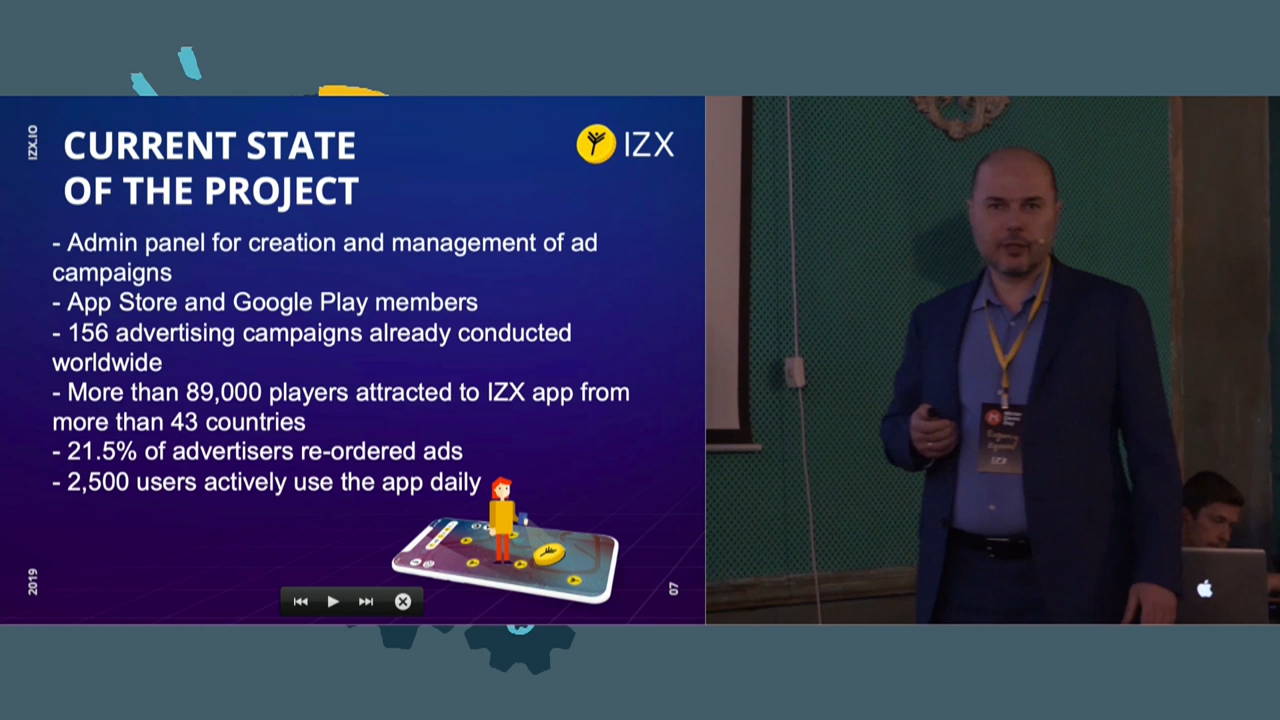 IZX.IO
CURRENT STATE
OF THE PROJECT
IZX
- Admin panel for creation and management of ad
campaigns
- App Store and Google Play members
- 156 advertising campaigns already conducted
worldwide
- More than 89,000 players attracted to IZX app from
more than 43 countries
- 21.5% of advertisers re-ordered ads
- 2,500 users actively use the app daily
2019
07
IZX